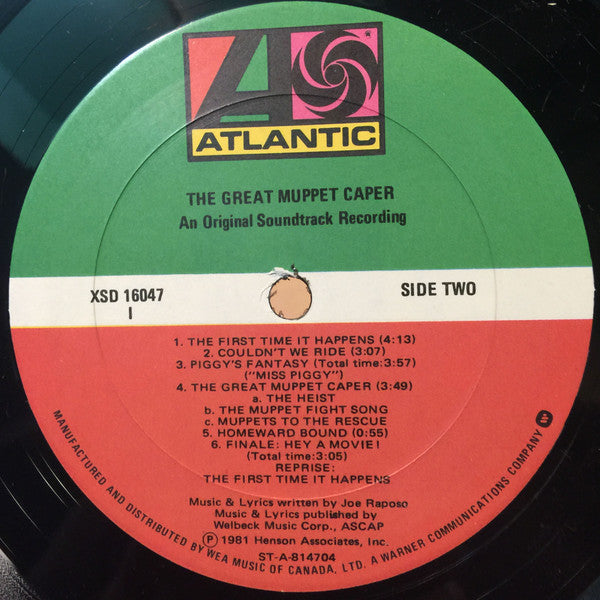 ATLANTIC
THE GREAT MUPPET CAPER
An Original Soundtrack Recording
XSD 16047
I
SIDE TWO
1. THE FIRST TIME IT HAPPENS (4:13)
2. COULDN'T WE RIDE (3:07)
3. PIGGY'S FANTASY (Total time:3:57)
("MISS PIGGY")
4. THE GREAT MUPPET CAPER (3:49)
a. THE HEIST
b. THE MUPPET FIGHT SONG
c. MUPPETS TO THE RESCUE
5. HOMEWARD BOUND (0:55)
6. FINALE: HEY A MOVIE!
(Total time:3:05)
REPRISE:
THE FIRST TIME IT HAPPENS
Music & Lyrics written by Joe Raposo
Music & Lyrics published by
Welbeck Music Corp., ASCAP
Ⓟ 1981 Henson Associates, Inc.
ST-A-814704
MANUFACTURED AND DISTRIBUTED BY WEA MUSIC OF CANADA, LTD. A WARNER COMMUNICATIONS COMPANY